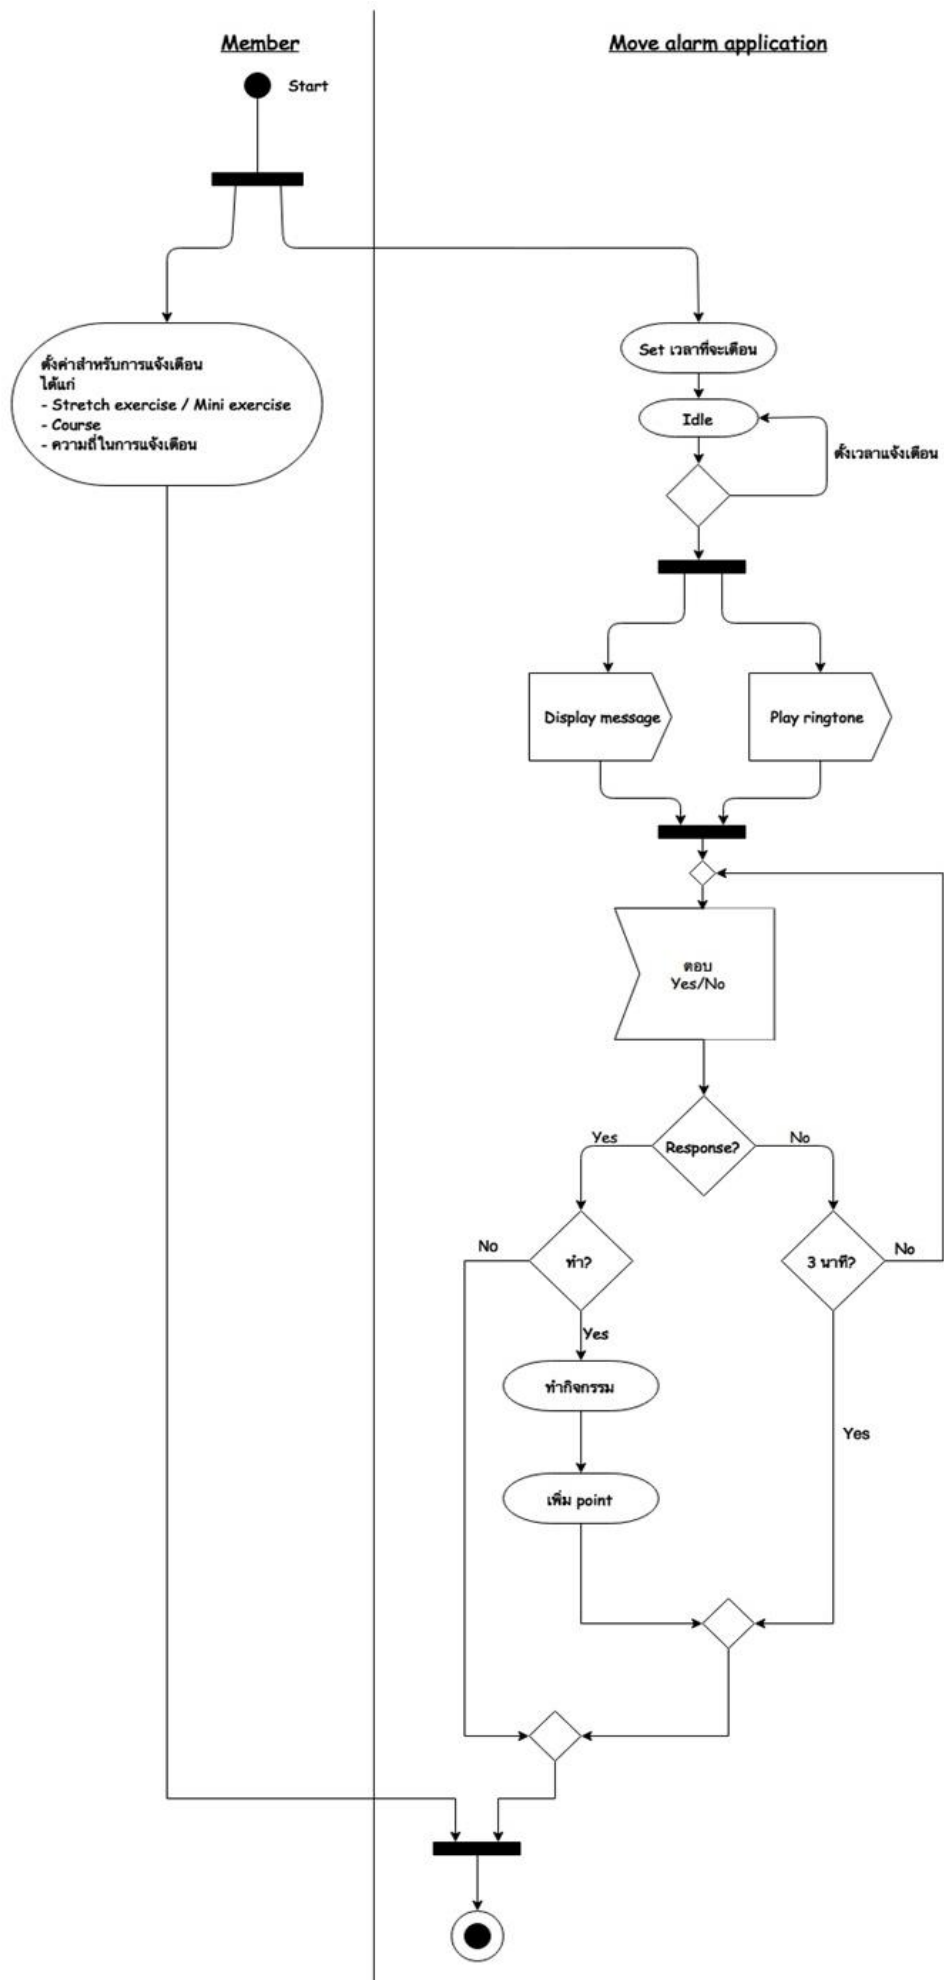 Member
Move alarm application
Start
ตั้งค่าสำหรับการแจ้งเตือน
ได้แก่
- Stretch exercise / Mini exercise
- Course
- ความถี่ในการแจ้งเตือน
Set เวลาที่จะเตือน
Idle
ตั้งเวลาแจ้งเตือน
Display message
Play ringtone
ตอบ
Yes/No
Response?
Yes
No
ทำ?
No
3 นาที?
No
Yes
ทำกิจกรรม
Yes
เพิ่ม point